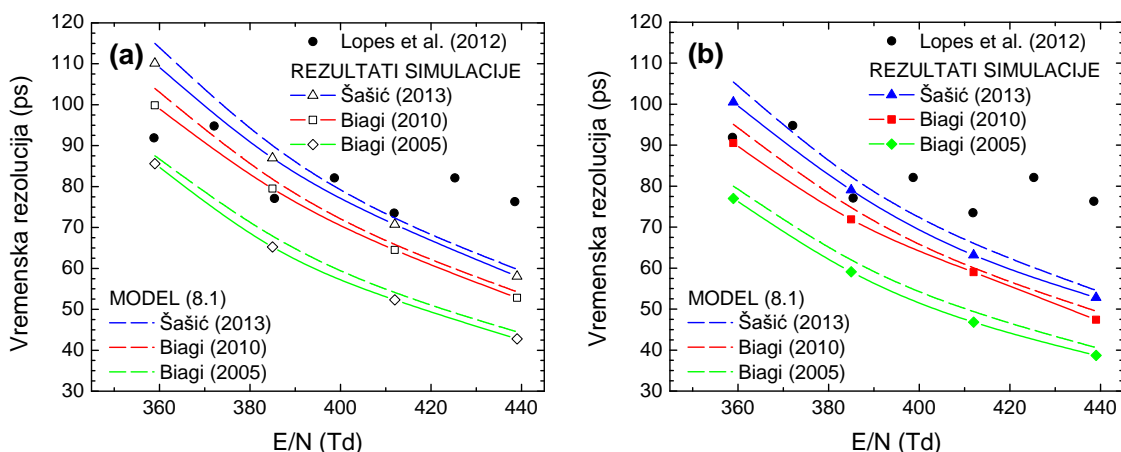 (a)
Lopes et al. (2012)
REZULTATI SIMULACIJE
Šašić (2013)
Biagi (2010)
Biagi (2005)
MODEL (8.1)
Šašić (2013)
Biagi (2010)
Biagi (2005)
Vremenska rezolucija (ps)
120
110
100
90
80
70
60
50
40
30
360
380
400
420
440
E/N (Td)
(b)
Lopes et al. (2012)
REZULTATI SIMULACIJE
Šašić (2013)
Biagi (2010)
Biagi (2005)
MODEL (8.1)
Šašić (2013)
Biagi (2010)
Biagi (2005)
Vremenska rezolucija (ps)
120
110
100
90
80
70
60
50
40
30
360
380
400
420
440
E/N (Td)